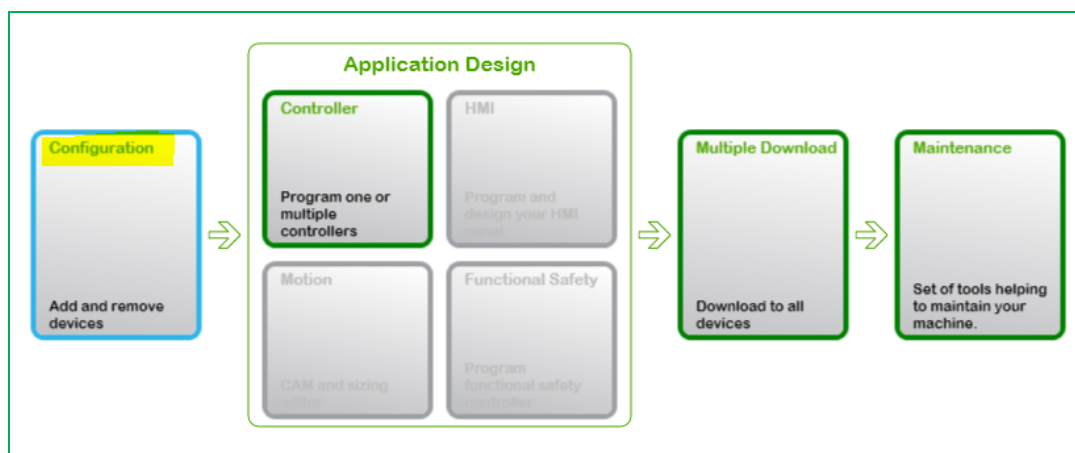 Application Design
Configuration
Add and remove
devices
Controller
Program one or
multiple
controllers
HMI
Program and
design your HMI
panel.
Motion
CAM and sizing
editor
Functional Safety
Program
functional safety
controller
Multiple Download
Download to all
devices
Maintenance
Set of tools helping
to maintain your
machine.